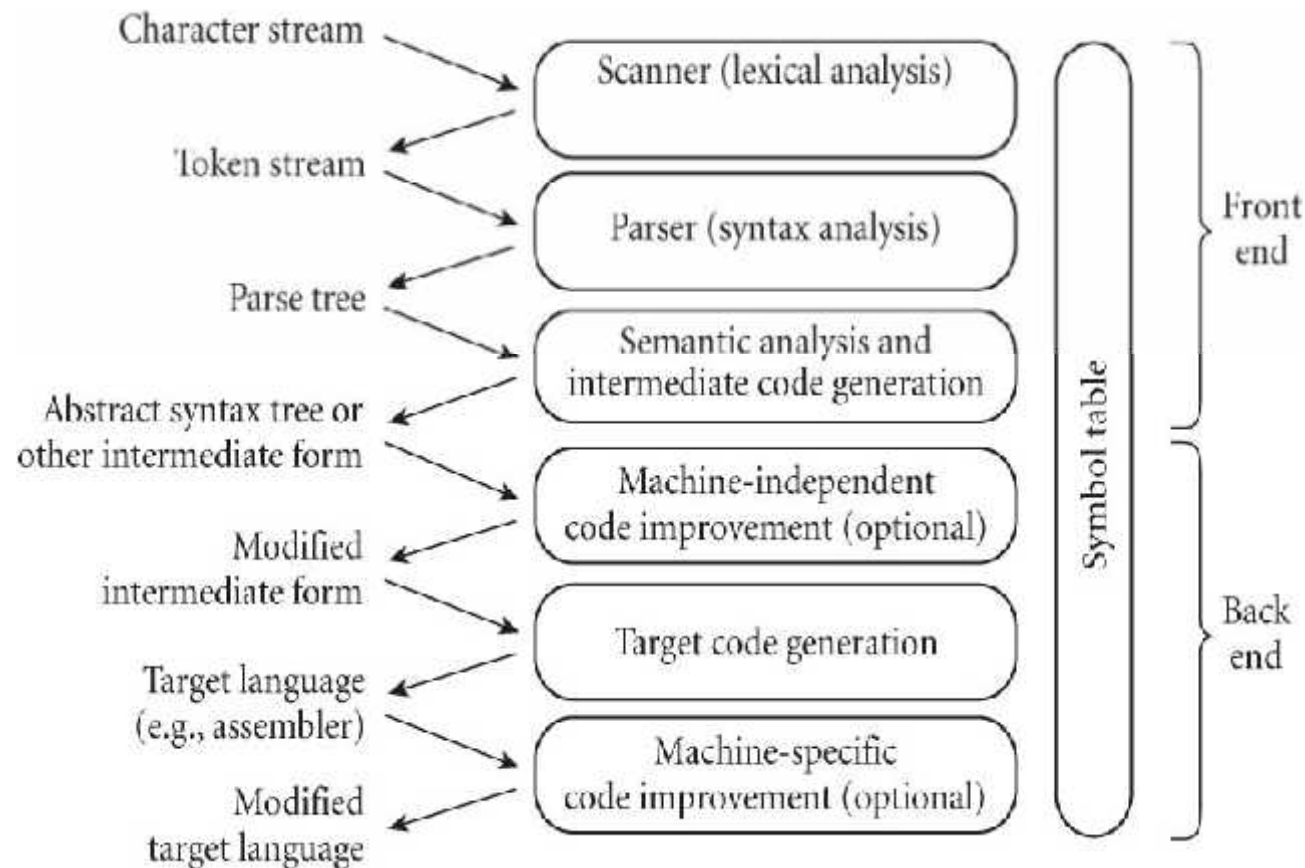 Character stream
Scanner (lexical analysis)
Token stream
Parser (syntax analysis)
Parse tree
Semantic analysis and
intermediate code generation
Abstract syntax tree or
other intermediate form
Machine-independent
code improvement (optional)
Modified
intermediate form
Target code generation
Target language
(e.g., assembler)
Machine-specific
code improvement (optional)
Modified
target language
Symbol table
Front
end
Back
end